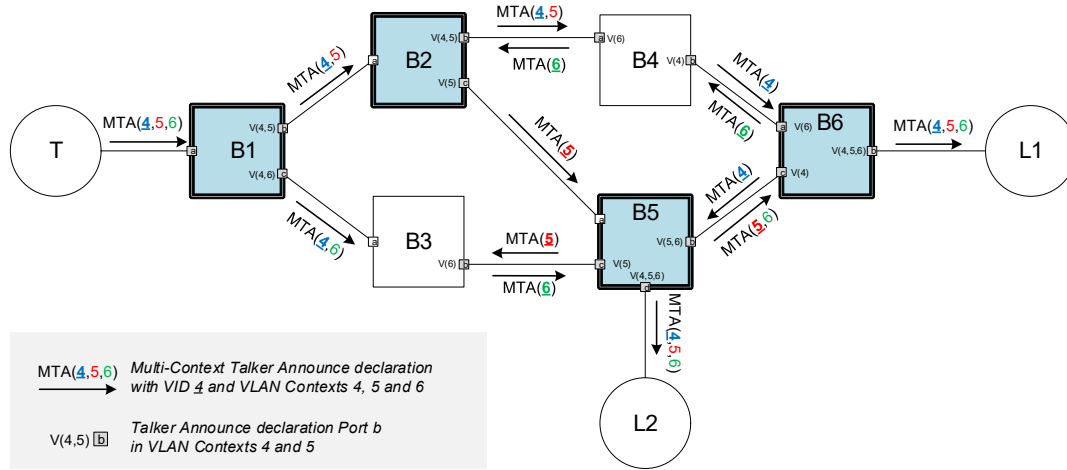 MTA(4,5)
V(4,5) b
a V(6)
B2
MTA(6)
B4
a
V(4) b
MTA(4,5)
V(5) c
MTA(4)
MTA(6)
MTA(4,5,6)
V(4,5) b
B6
a V(6)
MTA(4,5,6)
T
a
B1
MTA(5)
V(4,5,6) b
L1
V(4,6) c
MTA(4)
c V(4)
MTA(4,6)
B5
a
MTA(5,6)
a
B3
MTA(5)
V(5,6) b
V(6) b
c V(5)
MTA(6)
V(4,5,6)
d
MTA(4,5,6)
MTA(4,5,6) Multi-Context Talker Announce declaration
with VID 4 and VLAN Contexts 4, 5 and 6
L2
V(4,5) b Talker Announce declaration Port b
in VLAN Contexts 4 and 5